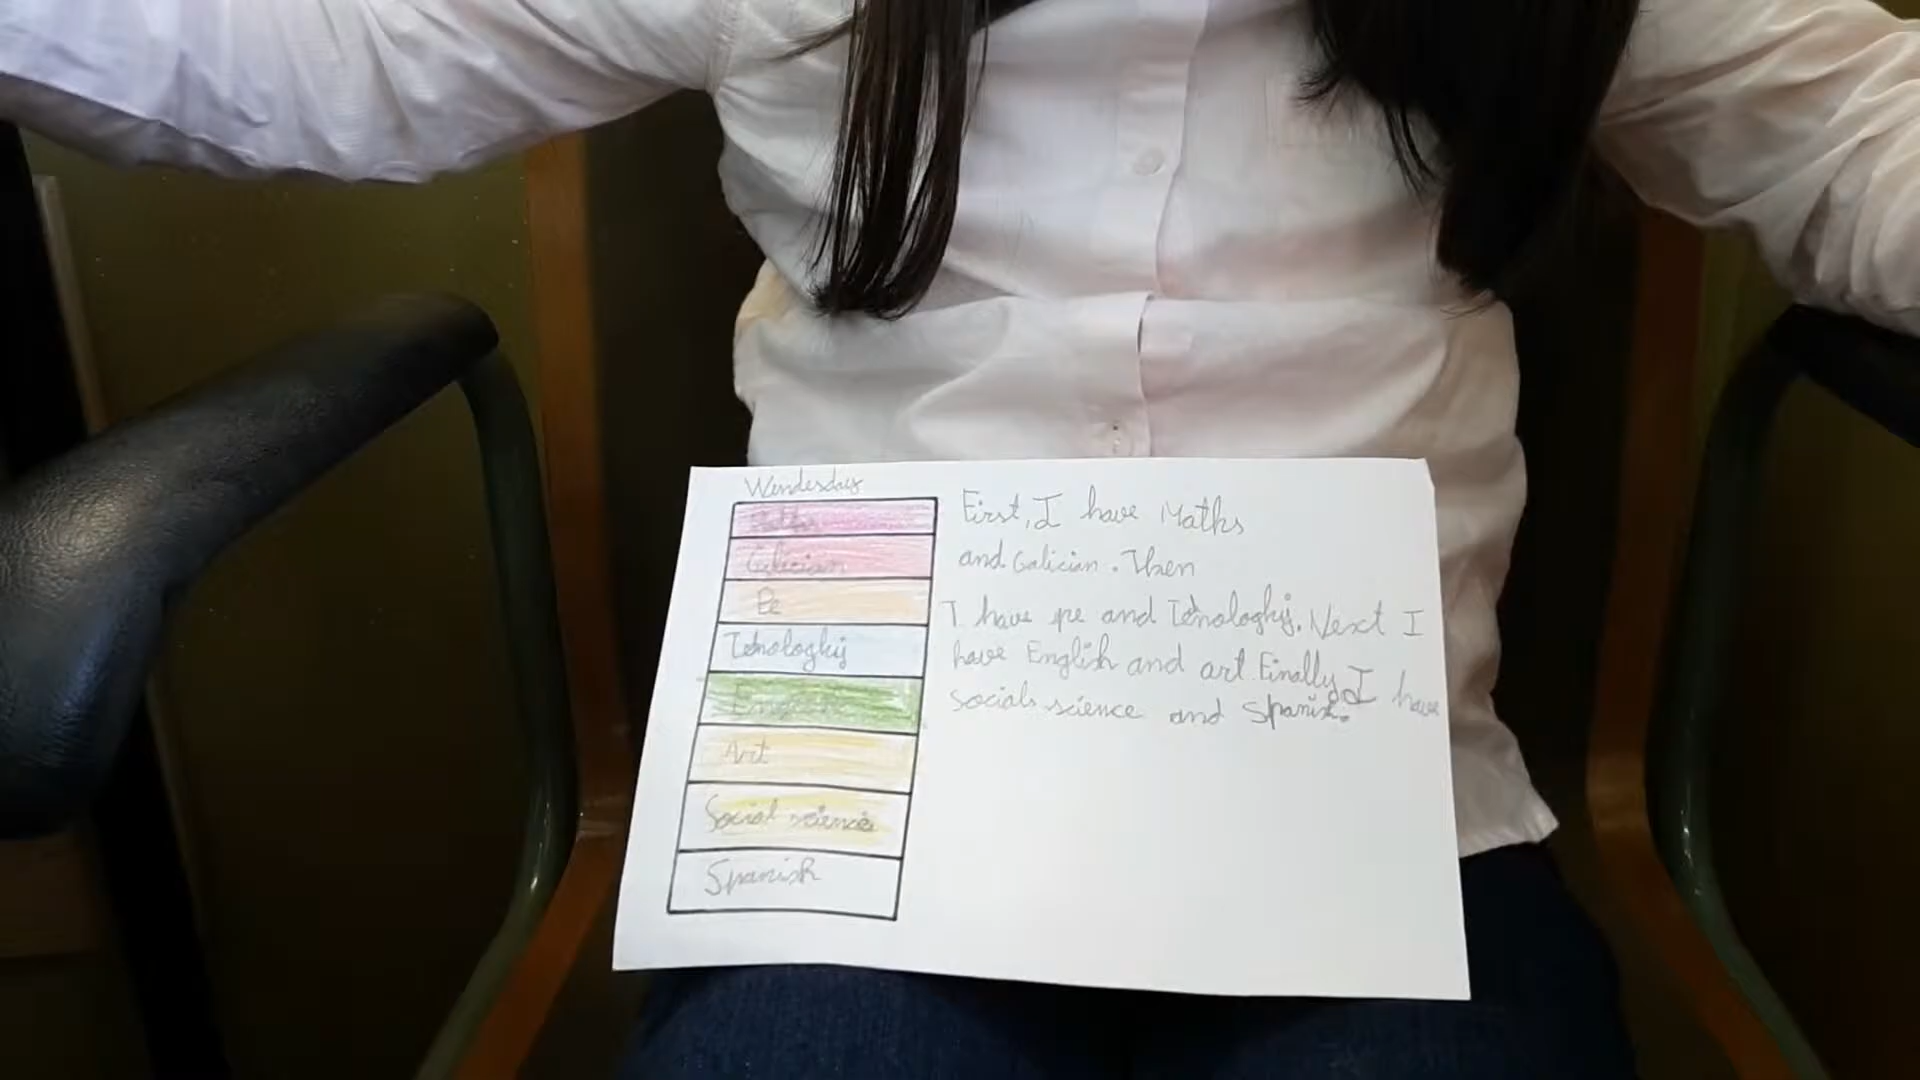 Wendesday
Maths
Galician
Pe
Tehnologhy
English
Art
Social science
Spanish
First, I have Maths
and Galician. Then
I have pe and Tehnologhy. Next I
have English and art. Finally, I have
socials science and Spanish.